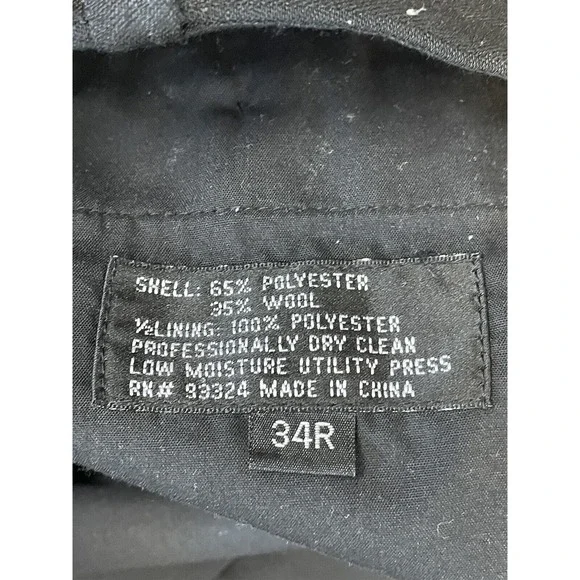 SHELL: 65% POLYESTER
35% WOOL
½LINING: 100% POLYESTER
PROFESSIONALLY DRY CLEAN
LOW MOISTURE UTILITY PRESS
RN# 93324 MADE IN CHINA
34R